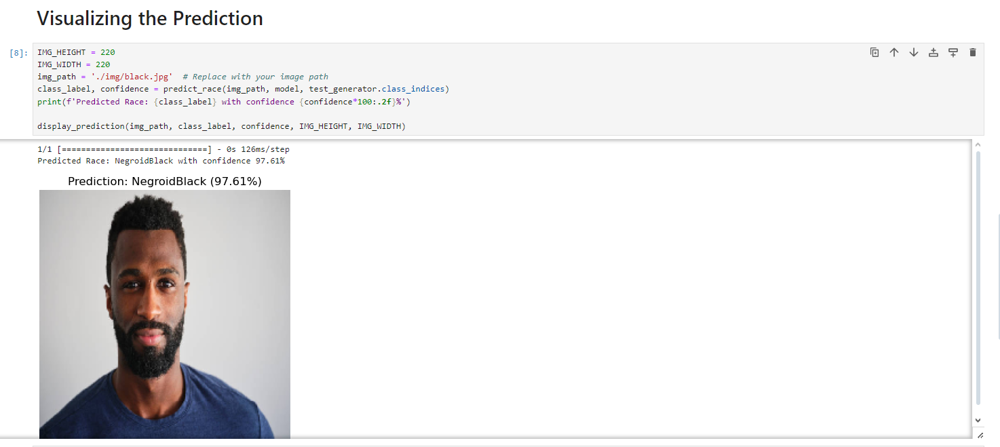 Visualizing the Prediction
[8]:
IMG_HEIGHT = 220
IMG_WIDTH = 220
img_path = './img/black.jpg'  # Replace with your image path
class_label, confidence = predict_race(img_path, model, test_generator.class_indices)
print(f'Predicted Race: {class_label} with confidence {confidence*100:.2f}%')
display_prediction(img_path, class_label, confidence, IMG_HEIGHT, IMG_WIDTH)
1/1 [==============================] - 0s 126ms/step
Predicted Race: NegroidBlack with confidence 97.61%
Prediction: NegroidBlack (97.61%)